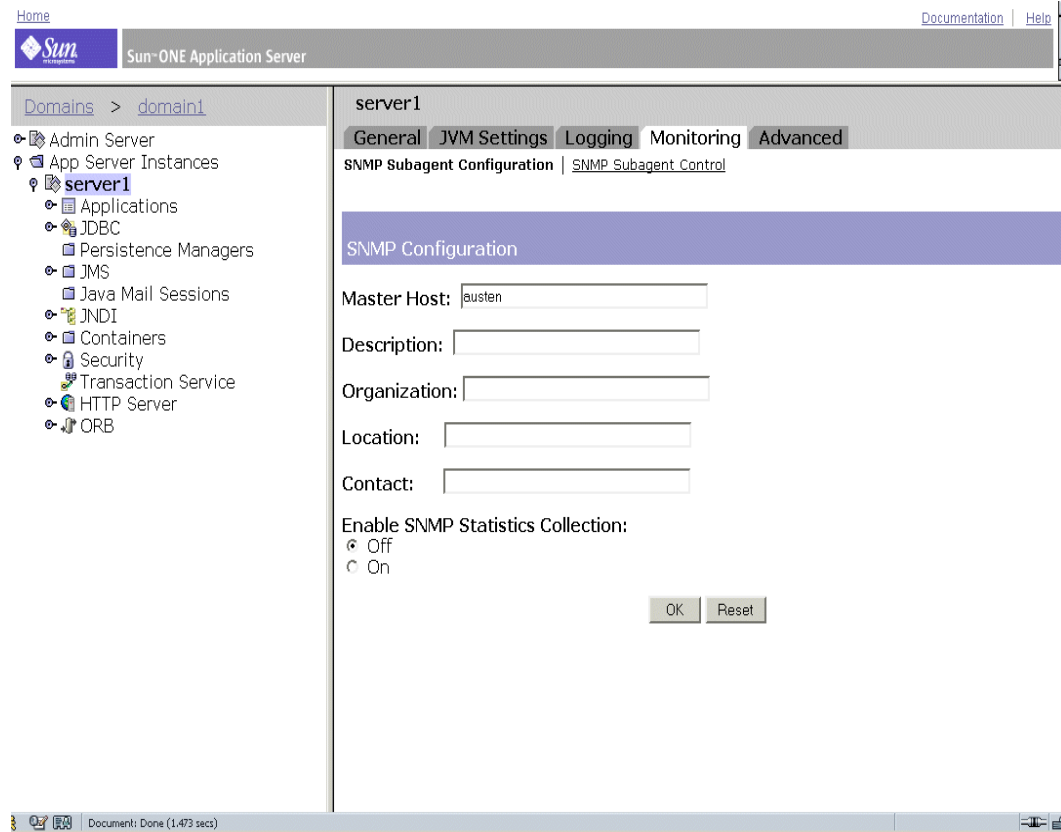 Home
Documentation | Help
Sun
microsystems
Sun™ ONE Application Server
Domains > domain1
Admin Server
App Server Instances
server1
Applications
JDBC
Persistence Managers
JMS
Java Mail Sessions
JNDI
Containers
Security
Transaction Service
HTTP Server
ORB
server1
General JVM Settings Logging Monitoring Advanced
SNMP Subagent Configuration | SNMP Subagent Control
SNMP Configuration
Master Host: austen
Description:
Organization:
Location:
Contact:
Enable SNMP Statistics Collection:
Off
On
OK Reset
Document: Done (1.473 secs)